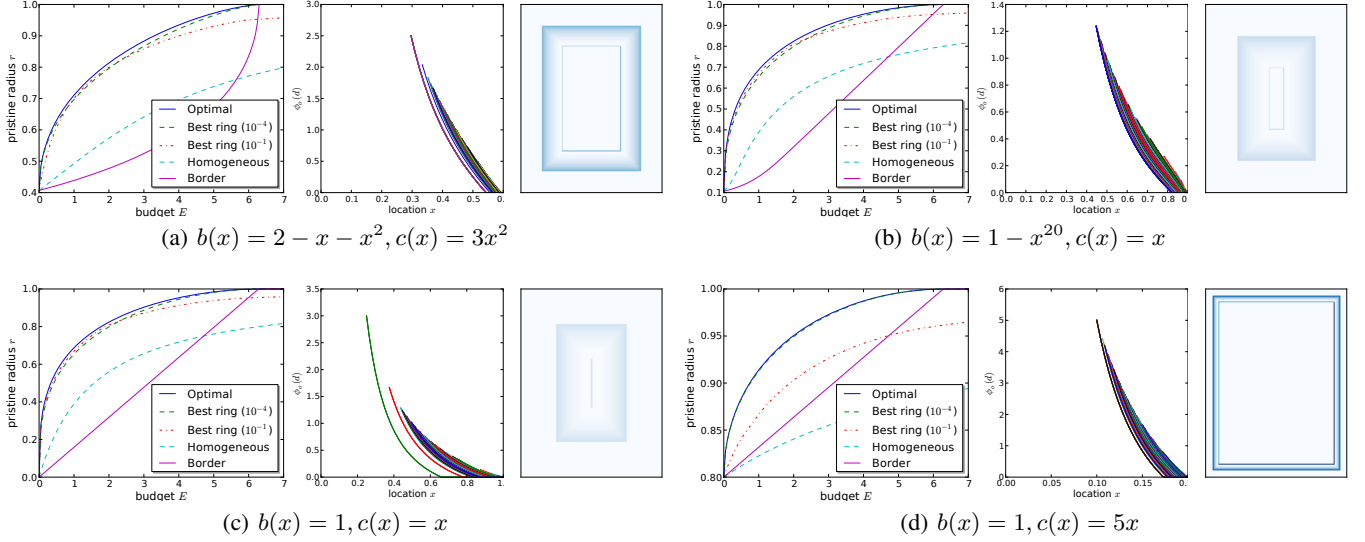 pristine radius r
1.0
0.9
0.8
0.7
0.6
0.5
0.4
0 1 2 3 4 5 6 7
budget E
Optimal
Best ring (10⁻⁴)
Best ring (10⁻¹)
Homogeneous
Border
ϕₒ(d)
3.0
2.5
2.0
1.5
1.0
0.5
0.0
0.0 0.1 0.2 0.3 0.4 0.5 0.6
location x
(a) b(x) = 2 − x − x², c(x) = 3x²
pristine radius r
1.0
0.9
0.8
0.7
0.6
0.5
0.4
0.3
0.2
0.1
0 1 2 3 4 5 6 7
budget E
Optimal
Best ring (10⁻⁴)
Best ring (10⁻¹)
Homogeneous
Border
ϕₒ(d)
1.4
1.2
1.0
0.8
0.6
0.4
0.2
0.0
0.0 0.1 0.2 0.3 0.4 0.5 0.6 0.7 0.8
location x
(b) b(x) = 1 − x²⁰, c(x) = x
pristine radius r
1.0
0.8
0.6
0.4
0.2
0.0
0 1 2 3 4 5 6 7
budget E
Optimal
Best ring (10⁻⁴)
Best ring (10⁻¹)
Homogeneous
Border
ϕₒ(d)
3.5
3.0
2.5
2.0
1.5
1.0
0.5
0.0
0.0 0.2 0.4 0.6 0.8
location x
(c) b(x) = 1, c(x) = x
pristine radius r
1.00
0.95
0.90
0.85
0.80
0 1 2 3 4 5 6 7
budget E
Optimal
Best ring (10⁻⁴)
Best ring (10⁻¹)
Homogeneous
Border
ϕₒ(d)
6
5
4
3
2
1
0
0.00 0.05 0.10 0.15
location x
(d) b(x) = 1, c(x) = 5x